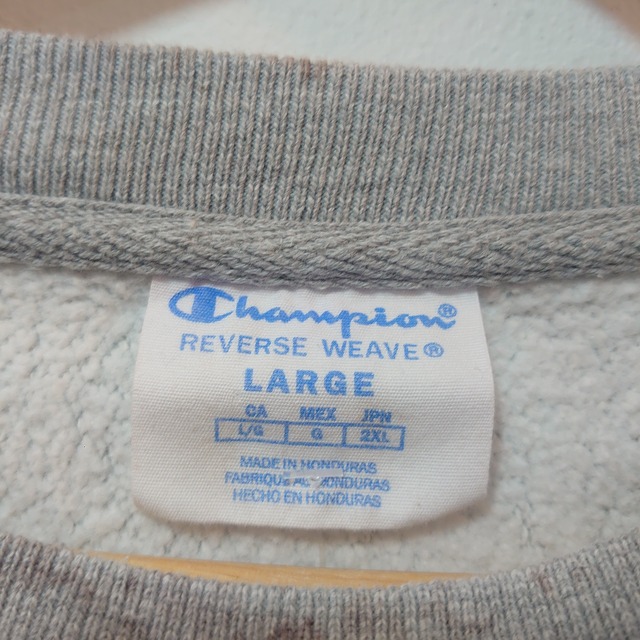 Champion®
REVERSE WEAVE®
LARGE
CA MEX JPN
L/G G 2XL
MADE IN HONDURAS
FABRIQUÉ AU HONDURAS
HECHO EN HONDURAS